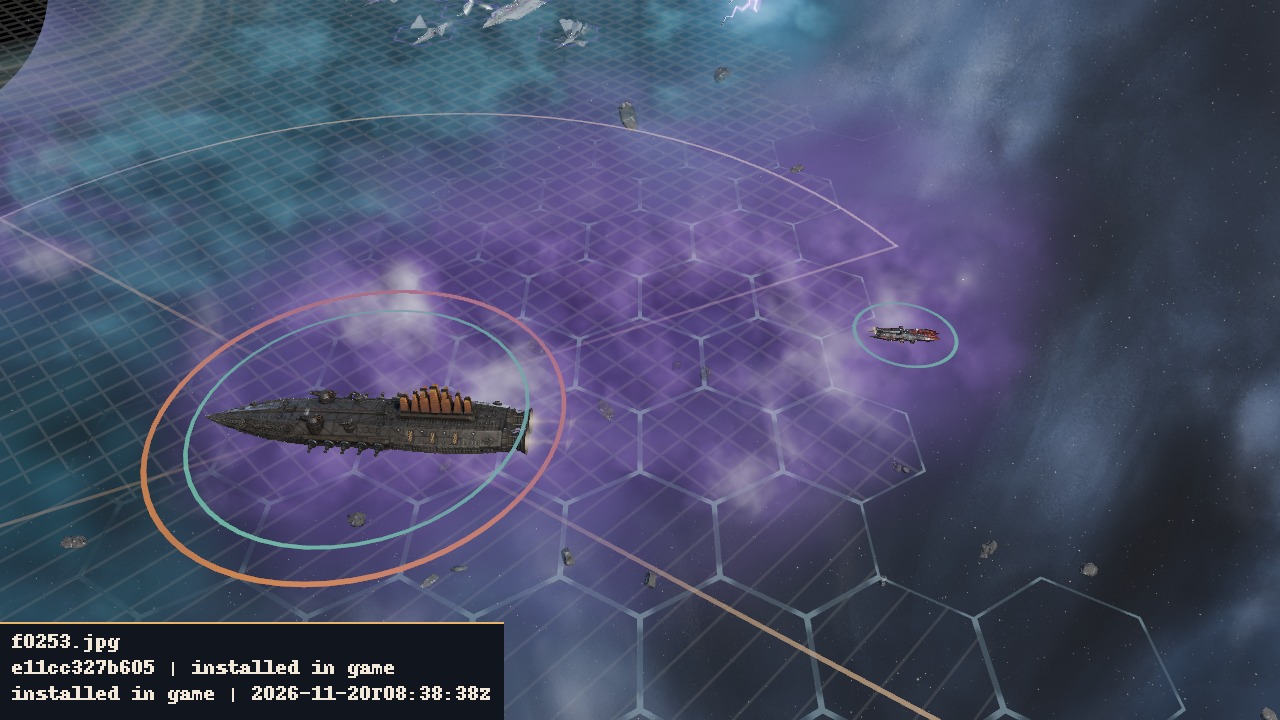 f0253.jpg
e11cc327b605 | installed in game
installed in game | 2026-11-20T08:38:38Z